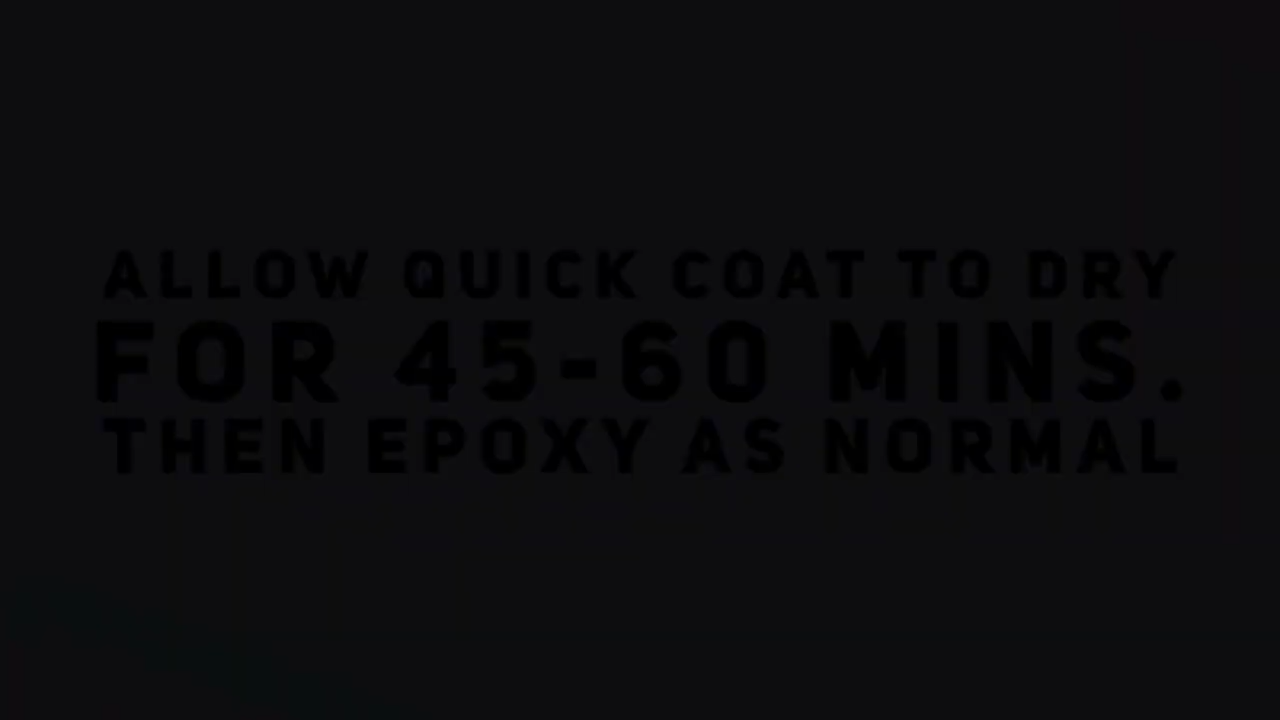 ALLOW QUICK COAT TO DRY
FOR 45-60 MINS.
THEN EPOXY AS NORMAL